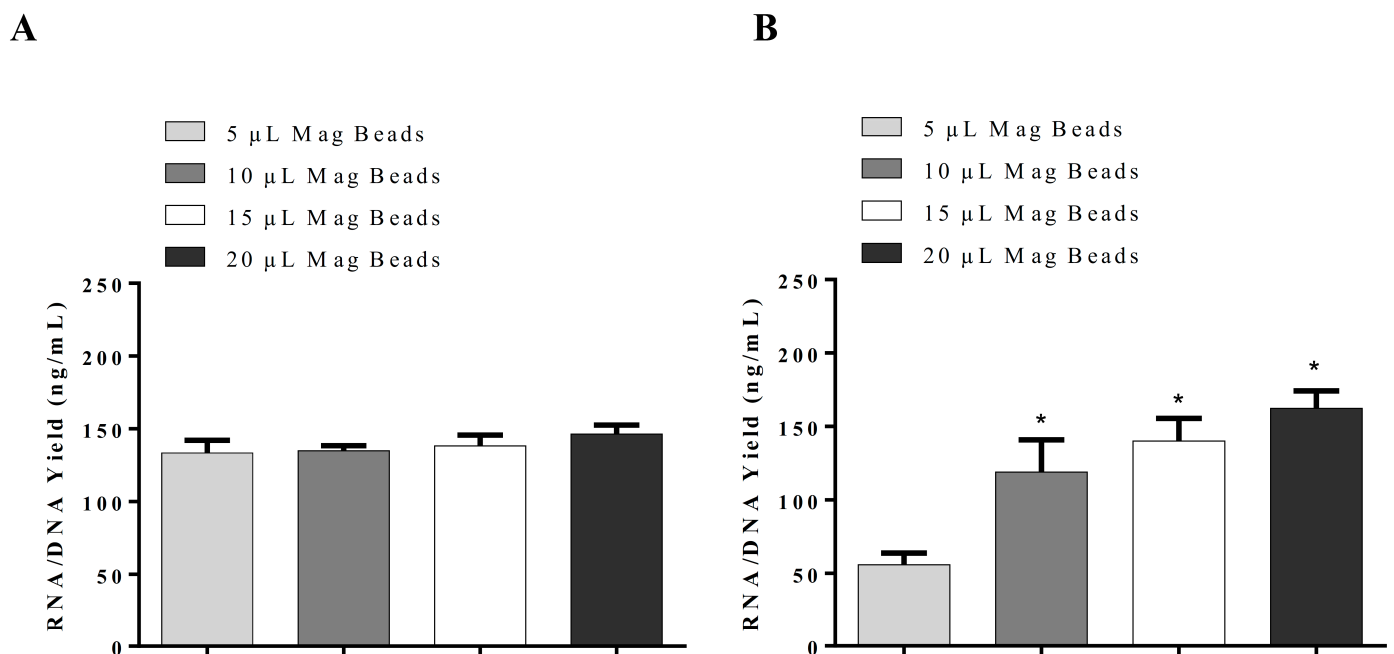 A
5 µL Mag Beads
10 µL Mag Beads
15 µL Mag Beads
20 µL Mag Beads
RNA/DNA Yield (ng/mL)
250
200
150
100
50
0
B
5 µL Mag Beads
10 µL Mag Beads
15 µL Mag Beads
20 µL Mag Beads
RNA/DNA Yield (ng/mL)
250
200
150
100
50
0
*
*
*